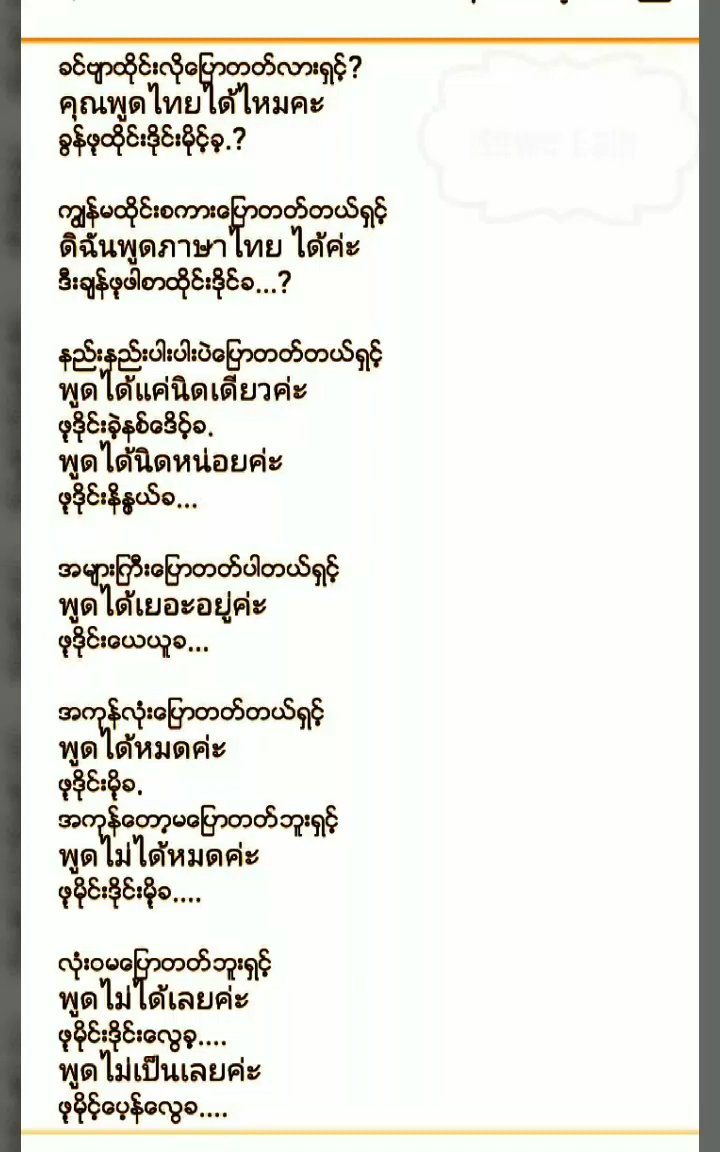 ခင်ဗျာထိုင်းလိုပြောတတ်လားရှင့်?
คุณพูดไทยได้ไหมคะ
ခွန်ဖုထိုင်းဒိုင်းမိုင့်ခ့.?
ကျွန်မထိုင်းစကားပြောတတ်တယ်ရှင့်
ดิฉันพูดภาษาไทย ได้ค่ะ
ဒီးချန်ဖုဖါစာထိုင်းဒိုင်ခ...?
နည်းနည်းပါးပါးပဲပြောတတ်တယ်ရှင့်
พูดได้แค่นิดเดียวค่ะ
ဖုဒိုင်းခဲ့နစ်ဒေိဝ့်ခ.
พูดได้นิดหน่อยค่ะ
ဖုဒိုင်းနိနွယ်ခ...
အများကြီးပြောတတ်ပါတယ်ရှင့်
พูดได้เยอะอยู่ค่ะ
ဖုဒိုင်းယေယူခ...
အကုန်လုံးပြောတတ်တယ်ရှင့်
พูดได้หมดค่ะ
ဖုဒိုင်းမိုခ.
အကုန်တော့မပြောတတ်ဘူးရှင့်
พูดไม่ได้หมดค่ะ
ဖုမိုင်းဒိုင်းမိုခ....
လုံးဝမပြောတတ်ဘူးရှင့်
พูดไม่ได้เลยค่ะ
ဖုမိုင်းဒိုင်းလွေခ့....
พูดไม่เป็นเลยค่ะ
ဖုမိုင့်ပေ့န်လွေခ....